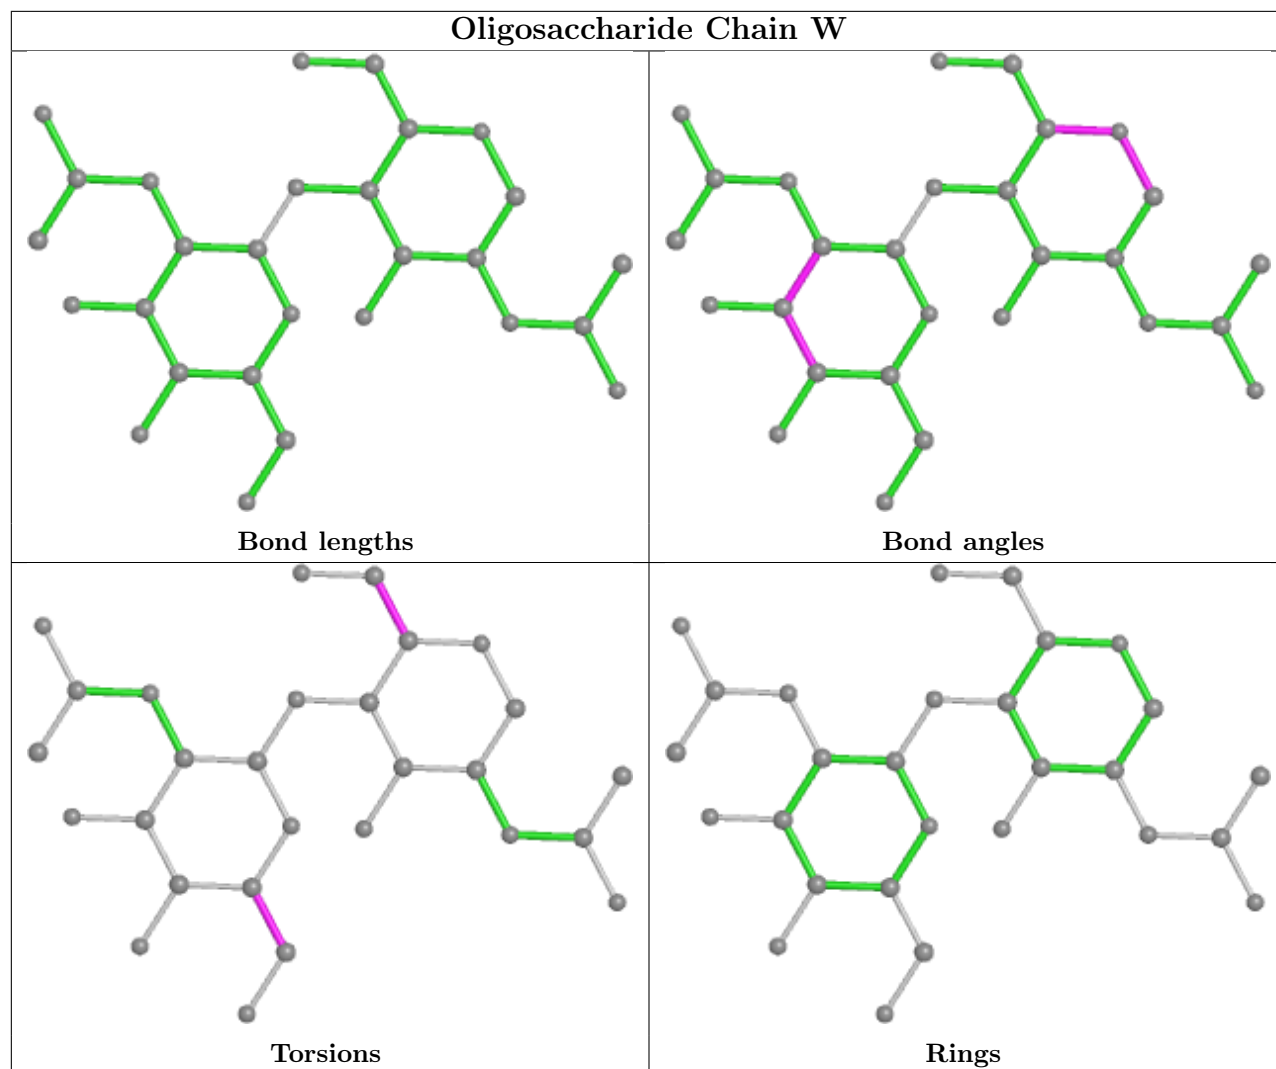 Oligosaccharide Chain W
Bond lengths
Bond angles
Torsions
Rings